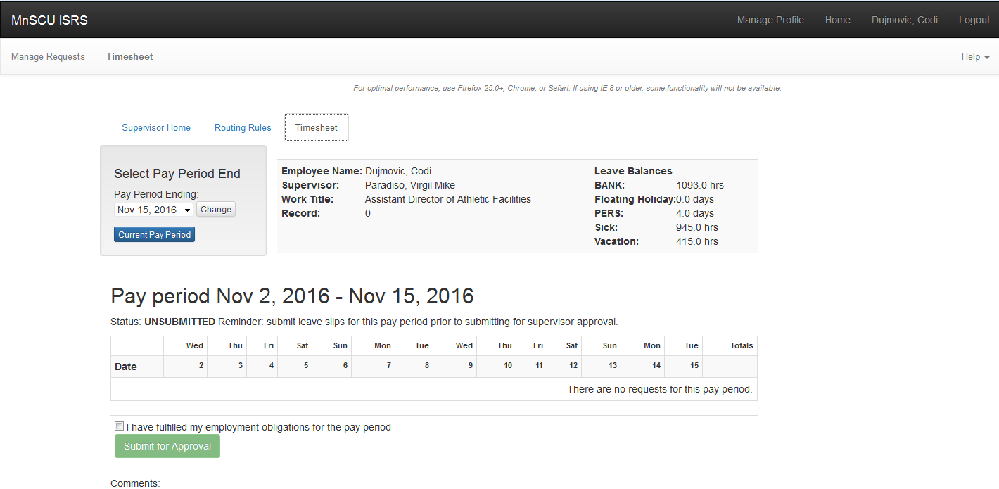 MnSCU ISRS Manage Profile Home Dujmovic, Codi Logout
Manage Requests Timesheet Help
For optimal performance, use Firefox 25.0+, Chrome, or Safari. If using IE 8 or older, some functionality will not be available.
Supervisor Home Routing Rules Timesheet
Select Pay Period End
Pay Period Ending:
Nov 15, 2016 Change
Current Pay Period
Employee Name: Dujmovic, Codi
Supervisor: Paradiso, Virgil Mike
Work Title: Assistant Director of Athletic Facilities
Record: 0
Leave Balances
BANK: 1093.0 hrs
Floating Holiday:0.0 days
PERS: 4.0 days
Sick: 945.0 hrs
Vacation: 415.0 hrs
Pay period Nov 2, 2016 - Nov 15, 2016
Status: UNSUBMITTED Reminder: submit leave slips for this pay period prior to submitting for supervisor approval.
Wed Thu Fri Sat Sun Mon Tue Wed Thu Fri Sat Sun Mon Tue Totals
Date 2 3 4 5 6 7 8 9 10 11 12 13 14 15
There are no requests for this pay period.
I have fulfilled my employment obligations for the pay period
Submit for Approval
Comments: